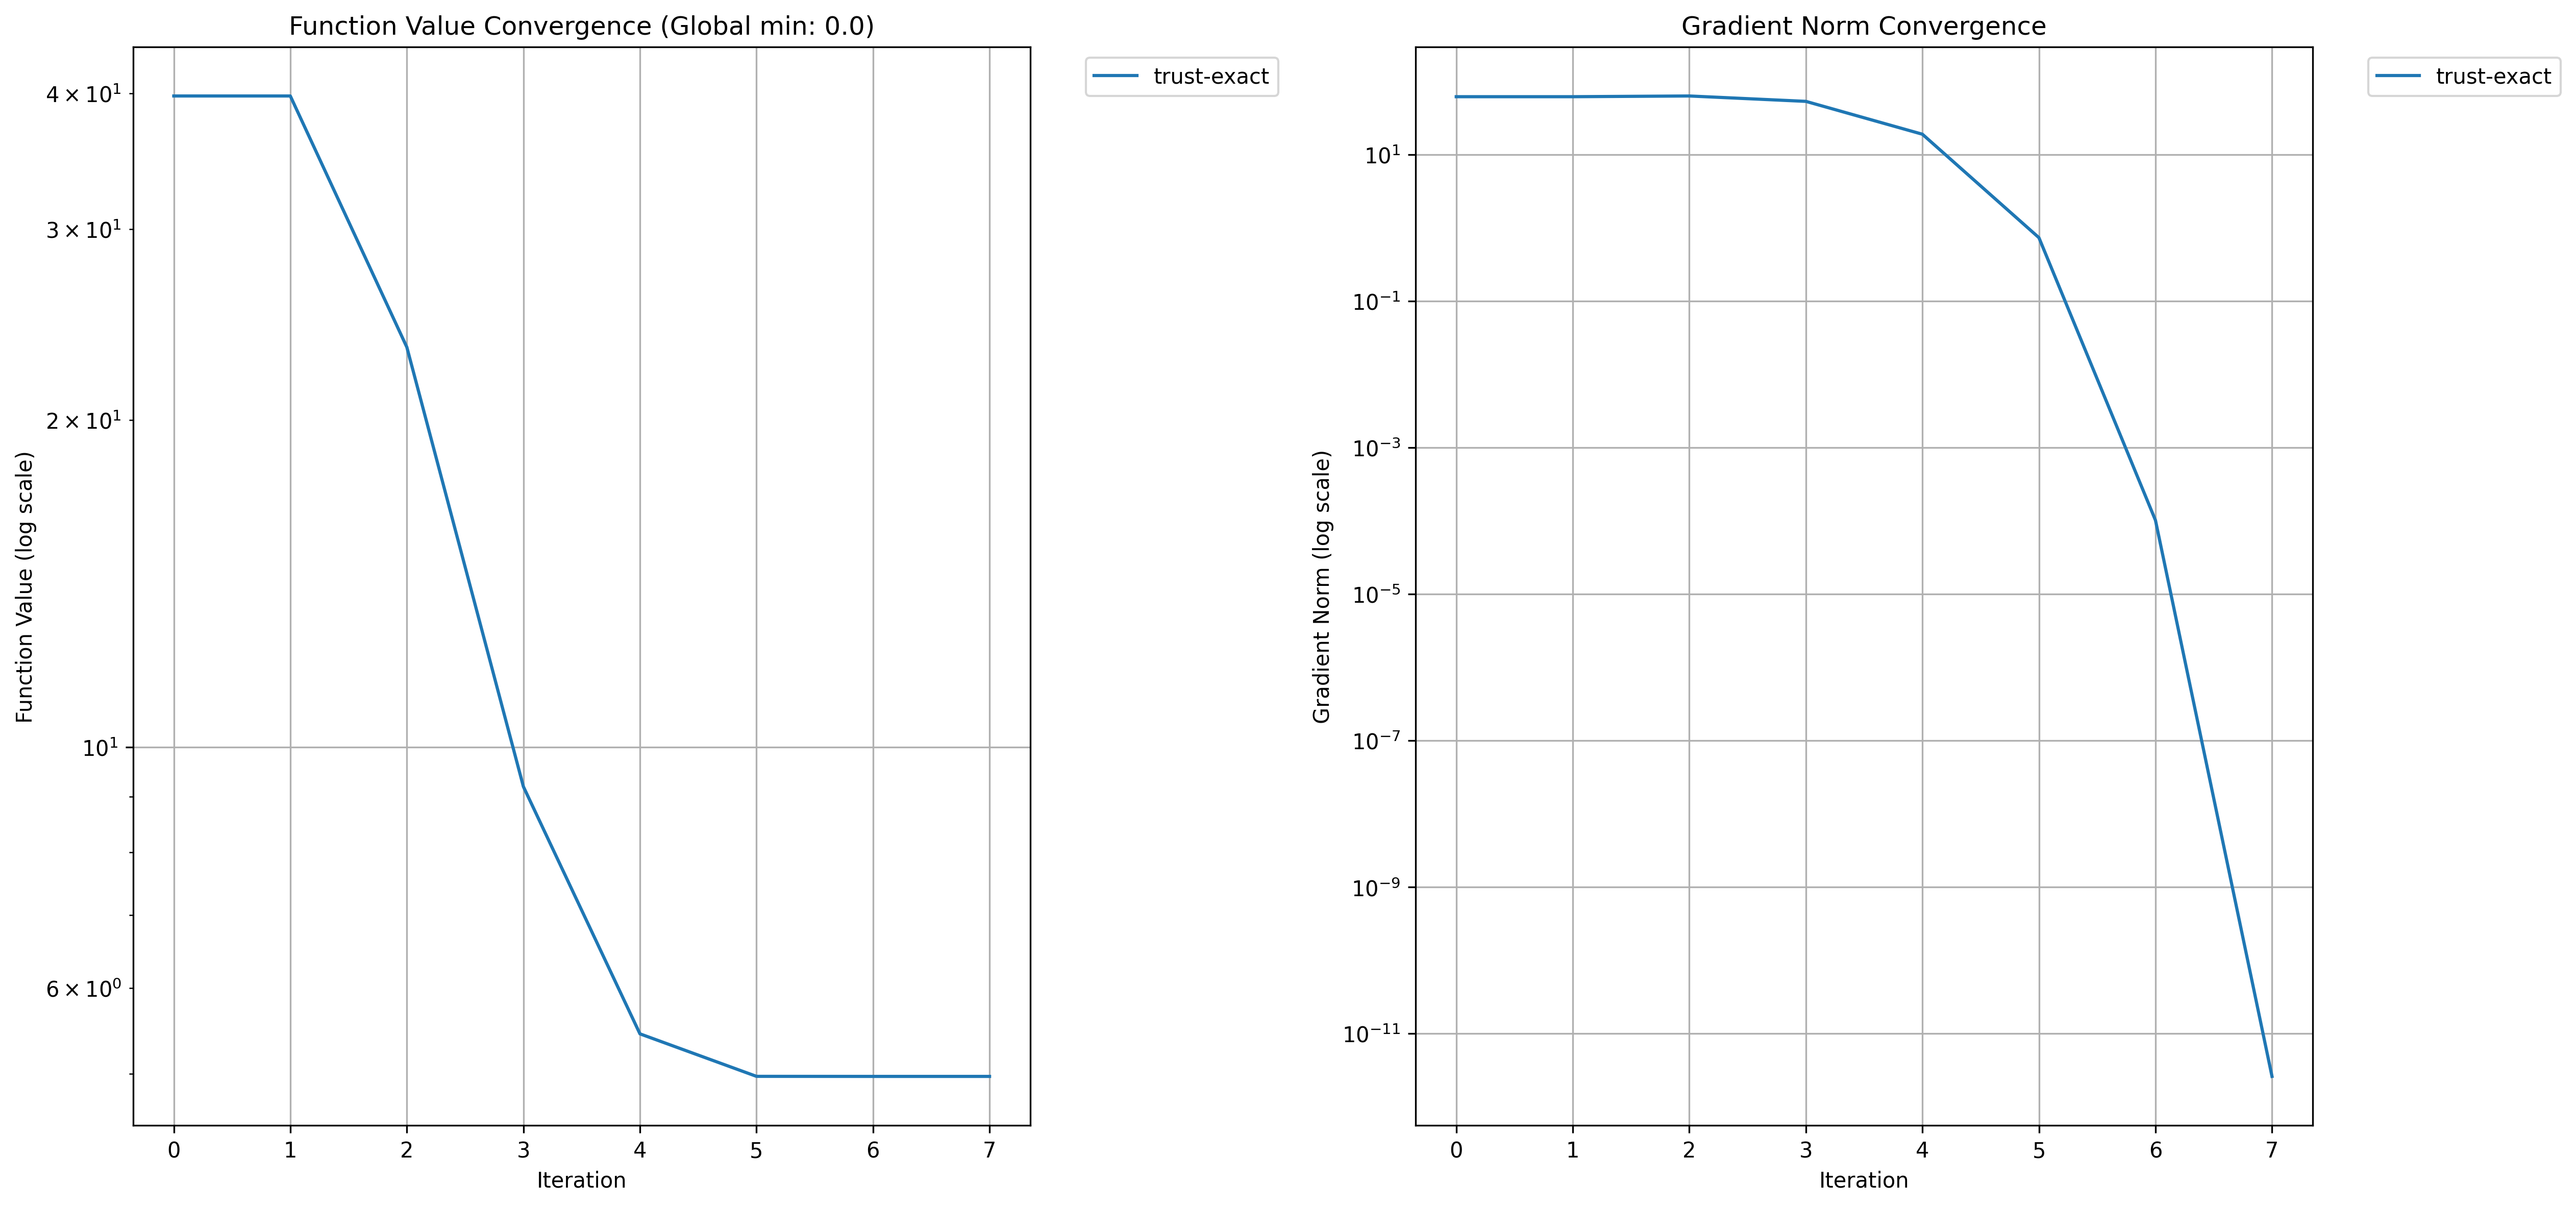 Function Value Convergence (Global min: 0.0)
4 × 10¹
3 × 10¹
2 × 10¹
10¹
6 × 10⁰
Function Value (log scale)
0 1 2 3 4 5 6 7
Iteration
trust-exact
Gradient Norm Convergence
10¹
10⁻¹
10⁻³
10⁻⁵
10⁻⁷
10⁻⁹
10⁻¹¹
Gradient Norm (log scale)
0 1 2 3 4 5 6 7
Iteration
trust-exact